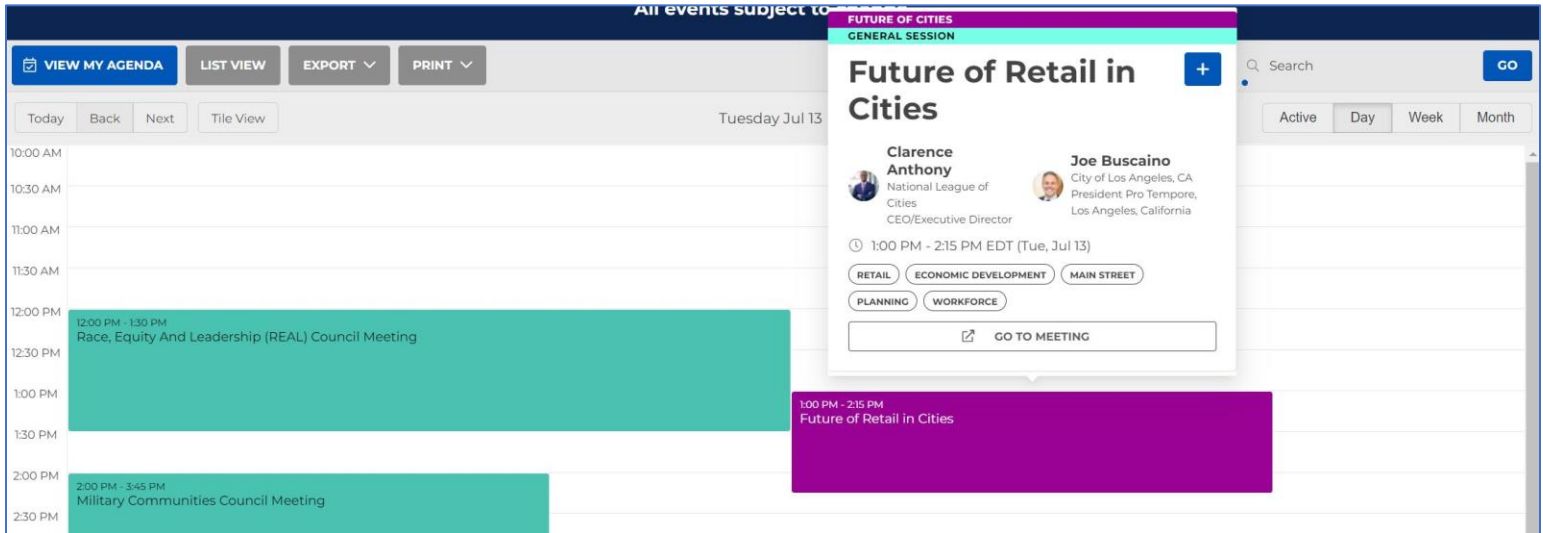 All events subject to
FUTURE OF CITIES
GENERAL SESSION
VIEW MY AGENDA
LIST VIEW
EXPORT
PRINT
Future of Retail in
Cities
+
Search
GO
Today
Back
Next
Tile View
Tuesday Jul 13
Active
Day
Week
Month
Clarence
Anthony
National League of
Cities
CEO/Executive Director
Joe Buscaino
City of Los Angeles, CA
President Pro Tempore,
Los Angeles, California
1:00 PM - 2:15 PM EDT (Tue, Jul 13)
RETAIL
ECONOMIC DEVELOPMENT
MAIN STREET
PLANNING
WORKFORCE
GO TO MEETING
10:00 AM
10:30 AM
11:00 AM
11:30 AM
12:00 PM
12:00 PM - 1:30 PM
Race, Equity And Leadership (REAL) Council Meeting
12:30 PM
1:00 PM
1:00 PM - 2:15 PM
Future of Retail in Cities
1:30 PM
2:00 PM
2:00 PM - 3:45 PM
Military Communities Council Meeting
2:30 PM